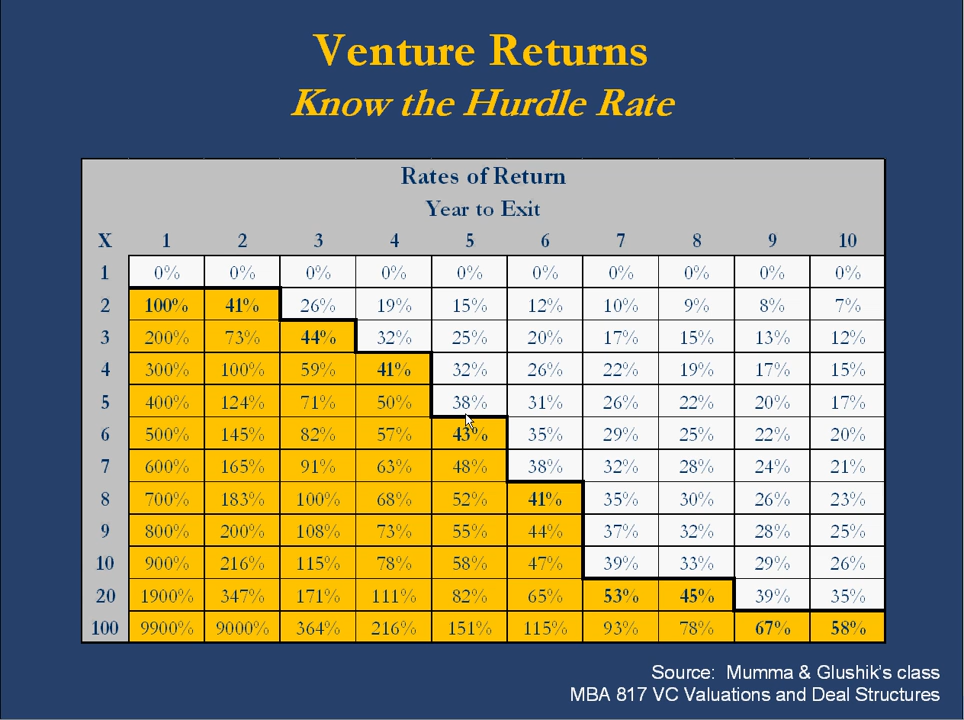 Venture Returns
Know the Hurdle Rate
Rates of Return
Year to Exit
X 1 2 3 4 5 6 7 8 9 10
1 0% 0% 0% 0% 0% 0% 0% 0% 0% 0%
2 100% 41% 26% 19% 15% 12% 10% 9% 8% 7%
3 200% 73% 44% 32% 25% 20% 17% 15% 13% 12%
4 300% 100% 59% 41% 32% 26% 22% 19% 17% 15%
5 400% 124% 71% 50% 38% 31% 26% 22% 20% 17%
6 500% 145% 82% 57% 43% 35% 29% 25% 22% 20%
7 600% 165% 91% 63% 48% 38% 32% 28% 24% 21%
8 700% 183% 100% 68% 52% 41% 35% 30% 26% 23%
9 800% 200% 108% 73% 55% 44% 37% 32% 28% 25%
10 900% 216% 115% 78% 58% 47% 39% 33% 29% 26%
20 1900% 347% 171% 111% 82% 65% 53% 45% 39% 35%
100 9900% 9000% 364% 216% 151% 115% 93% 78% 67% 58%
Source: Mumma & Glushik's class
MBA 817 VC Valuations and Deal Structures